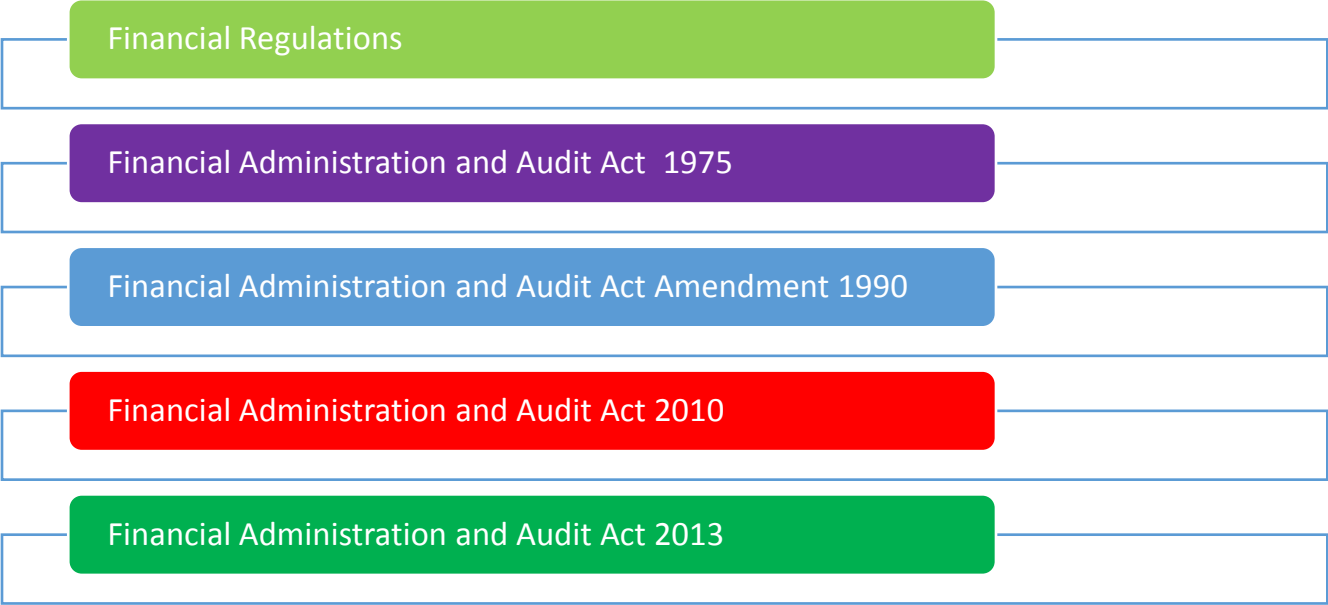 Financial Regulations
Financial Administration and Audit Act  1975
Financial Administration and Audit Act Amendment 1990
Financial Administration and Audit Act 2010
Financial Administration and Audit Act 2013